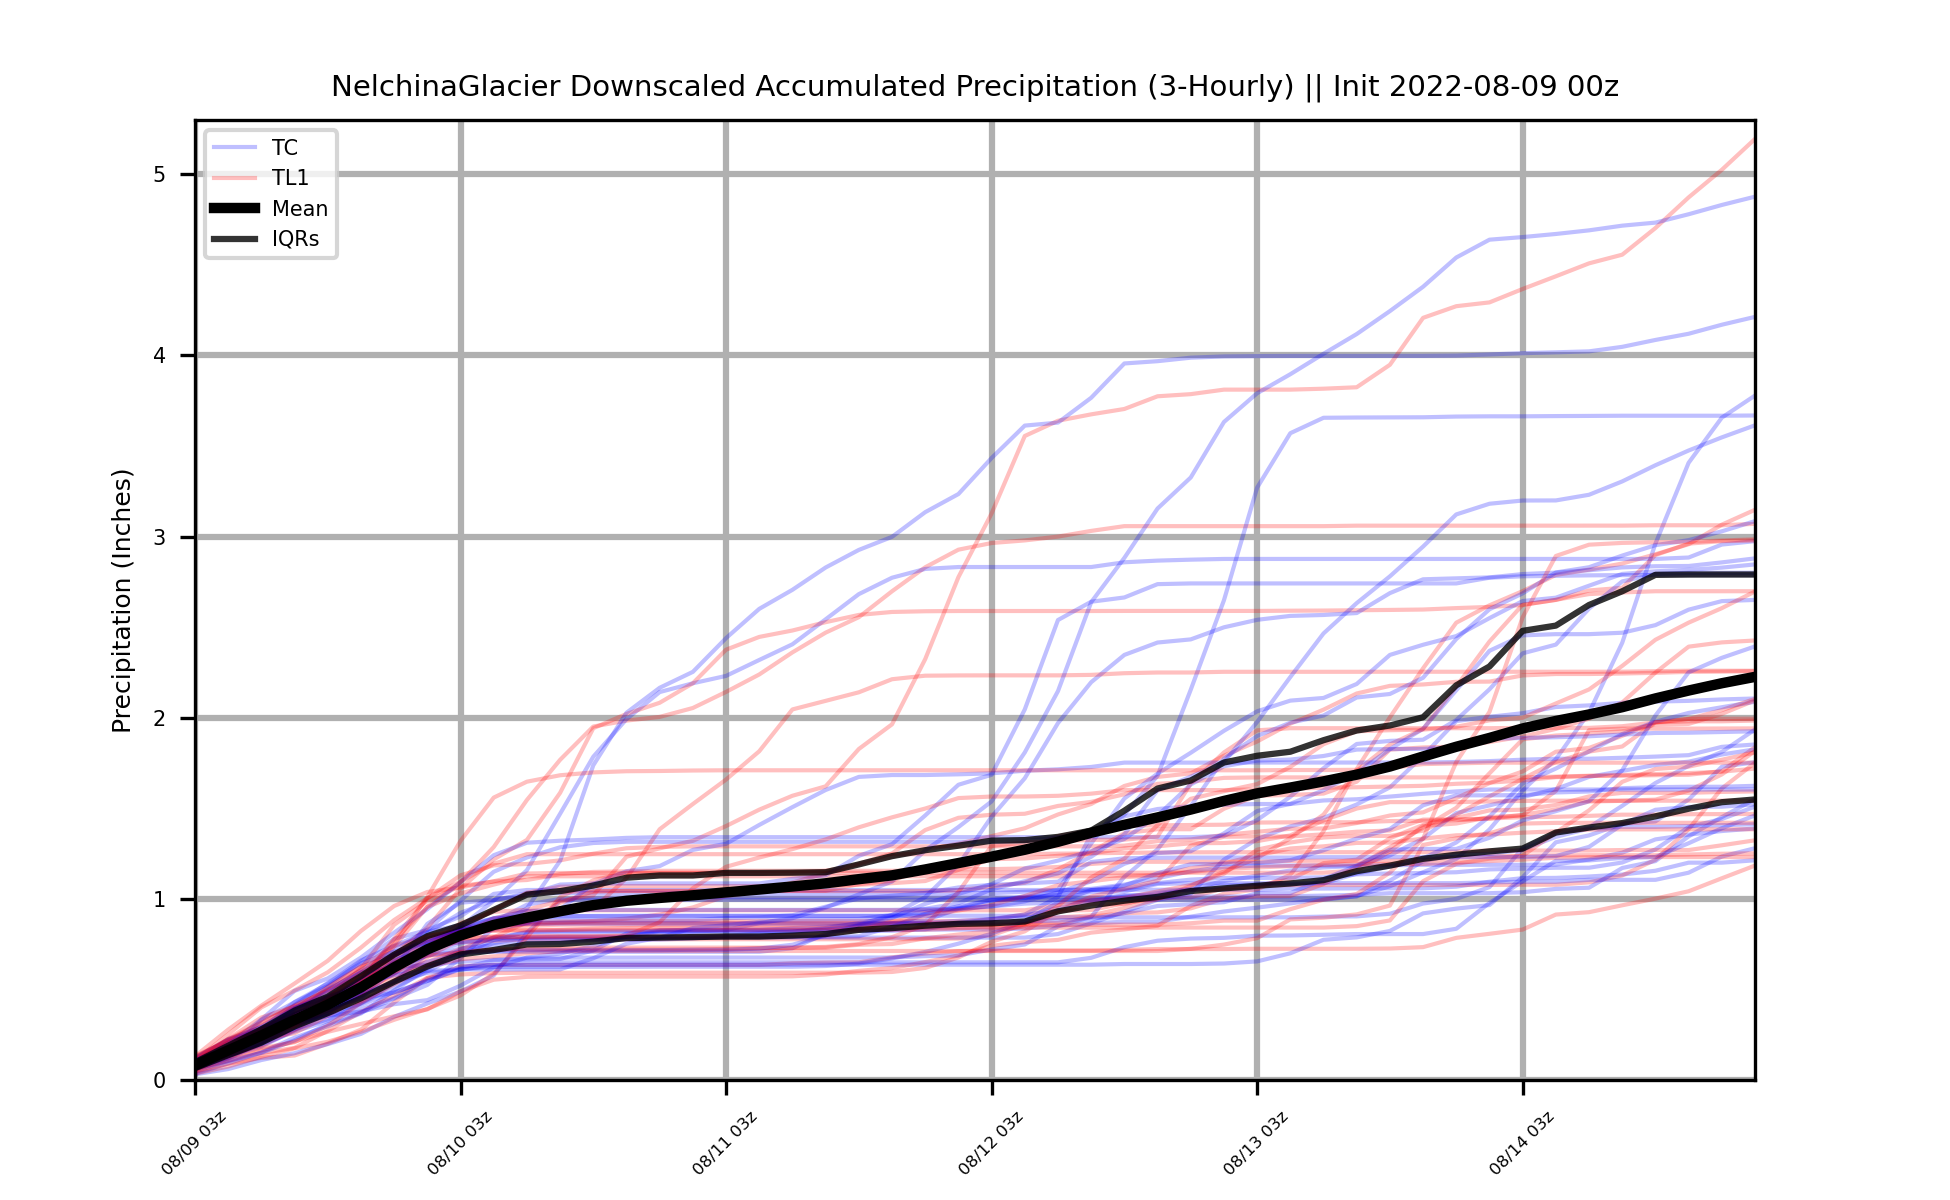 NelchinaGlacier Downscaled Accumulated Precipitation (3-Hourly) || Init 2022-08-09 00z
TC
TL1
Mean
IQRs
Precipitation (Inches)
5
4
3
2
1
0
08/09 03z
08/10 03z
08/11 03z
08/12 03z
08/13 03z
08/14 03z